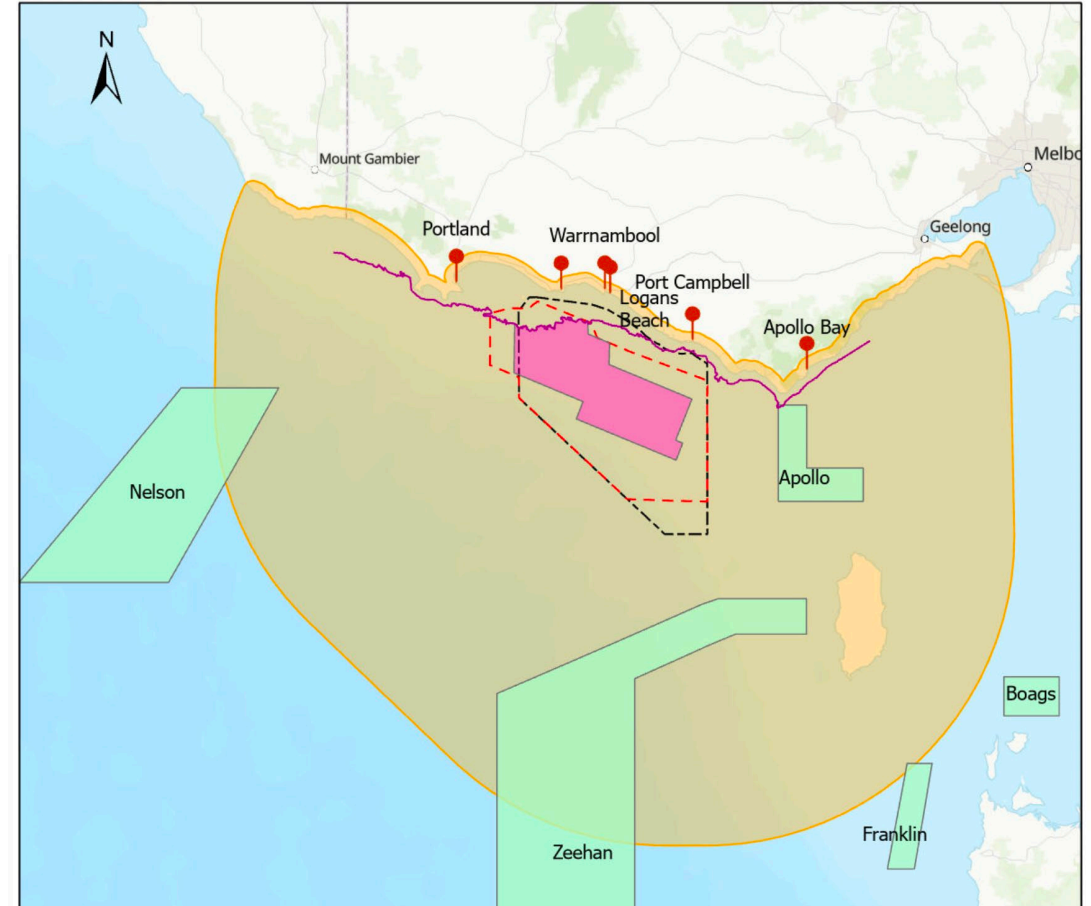 N
Mount Gambier
Melbo
Portland
Warrnambool
Geelong
Port Campbell
Logans
Beach
Apollo Bay
Nelson
Apollo
Boags
Franklin
Zeehan